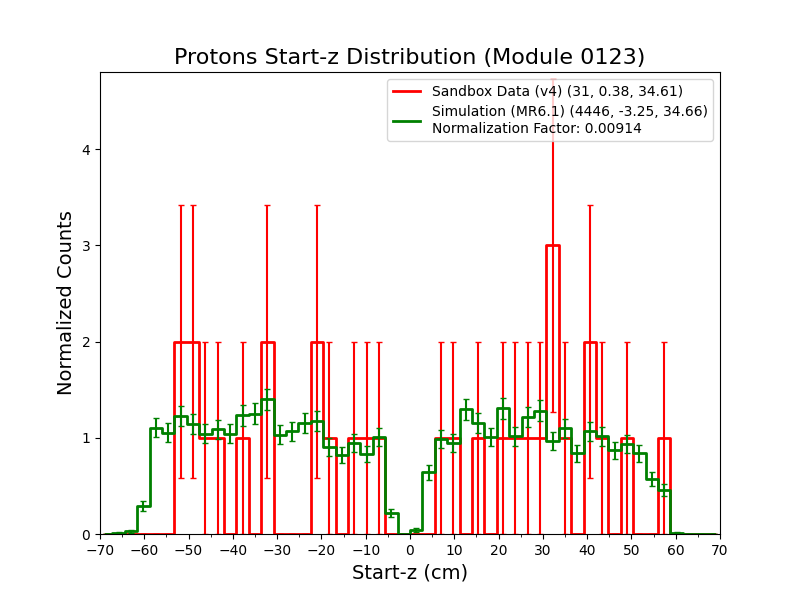 Protons Start-z Distribution (Module 0123)
Sandbox Data (v4) (31, 0.38, 34.61)
Simulation (MR6.1) (4446, -3.25, 34.66)
Normalization Factor: 0.00914
Normalized Counts
4
3
2
1
0
−70 −60 −50 −40 −30 −20 −10 0 10 20 30 40 50 60 70
Start-z (cm)